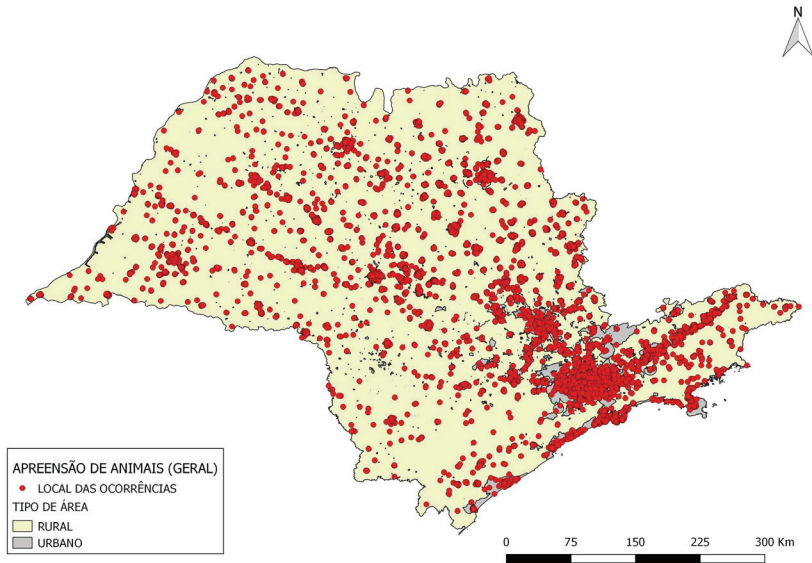 N
APREENSÃO DE ANIMAIS (GERAL)
LOCAL DAS OCORRÊNCIAS
TIPO DE ÁREA
RURAL
URBANO
0 75 150 225 300 Km